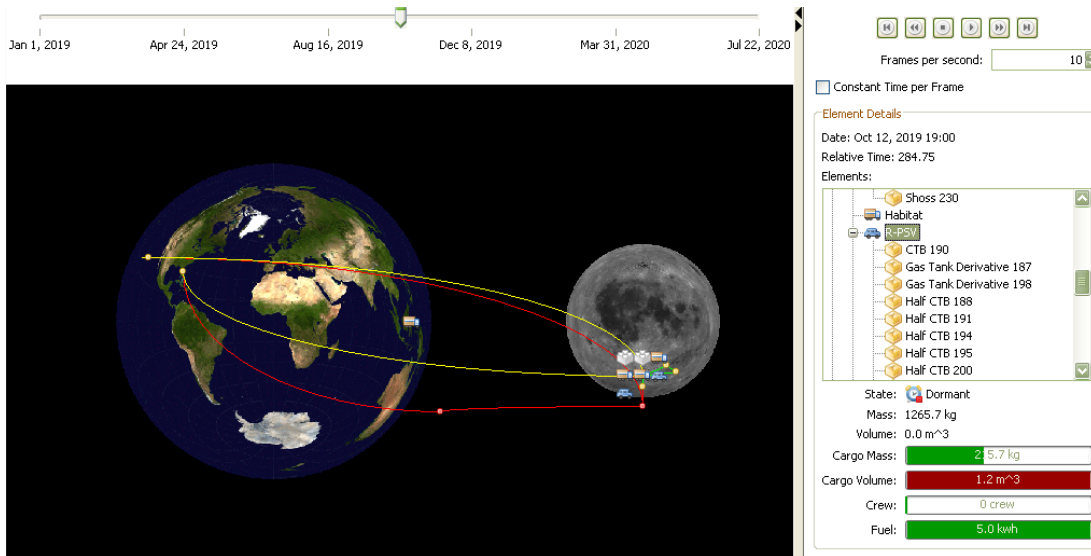 Jan 1, 2019 Apr 24, 2019 Aug 16, 2019 Dec 8, 2019 Mar 31, 2020 Jul 22, 2020
Frames per second: 10
Constant Time per Frame
Element Details
Date: Oct 12, 2019 19:00
Relative Time: 284.75
Elements:
Shoss 230
Habitat
R-PSV
CTB 190
Gas Tank Derivative 187
Gas Tank Derivative 198
Half CTB 188
Half CTB 191
Half CTB 194
Half CTB 195
Half CTB 200
State: Dormant
Mass: 1265.7 kg
Volume: 0.0 m^3
Cargo Mass: 215.7 kg
Cargo Volume: 1.2 m^3
Crew: 0 crew
Fuel: 5.0 kwh